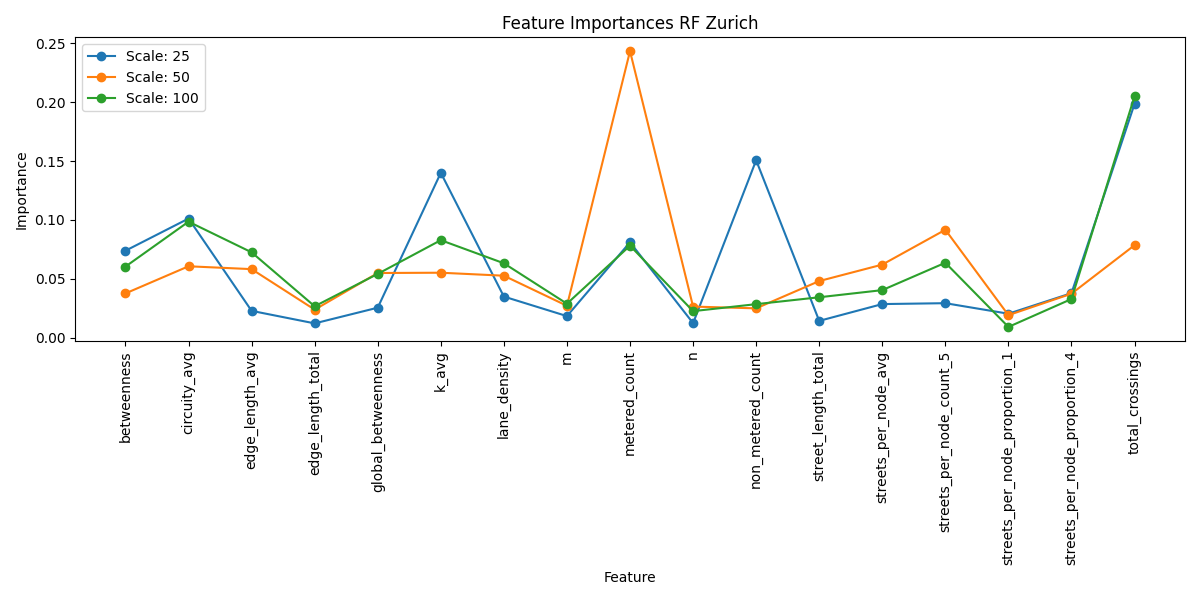 Feature Importances RF Zurich
Scale: 25
Scale: 50
Scale: 100
Importance
0.25
0.20
0.15
0.10
0.05
0.00
betweenness
circuity_avg
edge_length_avg
edge_length_total
global_betweenness
k_avg
lane_density
m
metered_count
n
non_metered_count
street_length_total
streets_per_node_avg
streets_per_node_count_5
streets_per_node_proportion_1
streets_per_node_proportion_4
total_crossings
Feature